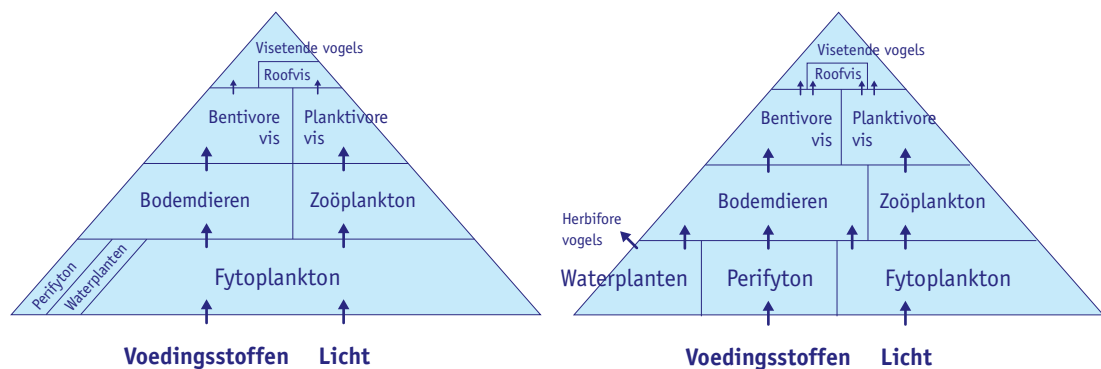 Visetende vogels
Roofvis
Bentivore
vis
Planktivore
vis
Bodemdieren
Zoöplankton
Perifyton
Waterplanten
Fytoplankton
Voedingsstoffen
Licht
Visetende vogels
Roofvis
Bentivore
vis
Planktivore
vis
Bodemdieren
Zoöplankton
Herbifore
vogels
Waterplanten
Perifyton
Fytoplankton
Voedingsstoffen
Licht